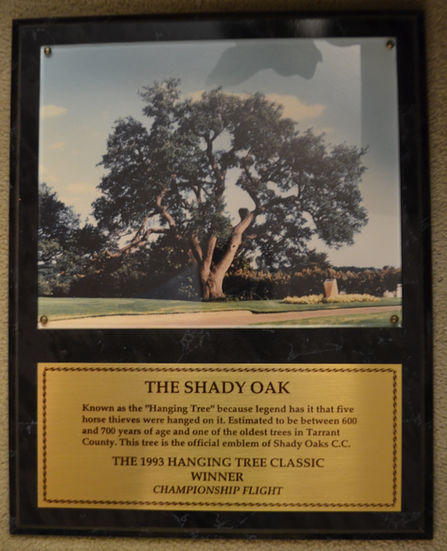 THE SHADY OAK
Known as the "Hanging Tree" because legend has it that five
horse thieves were hanged on it. Estimated to be between 600
and 700 years of age and one of the oldest trees in Tarrant
County. This tree is the official emblem of Shady Oaks C.C.
THE 1993 HANGING TREE CLASSIC
WINNER
CHAMPIONSHIP FLIGHT